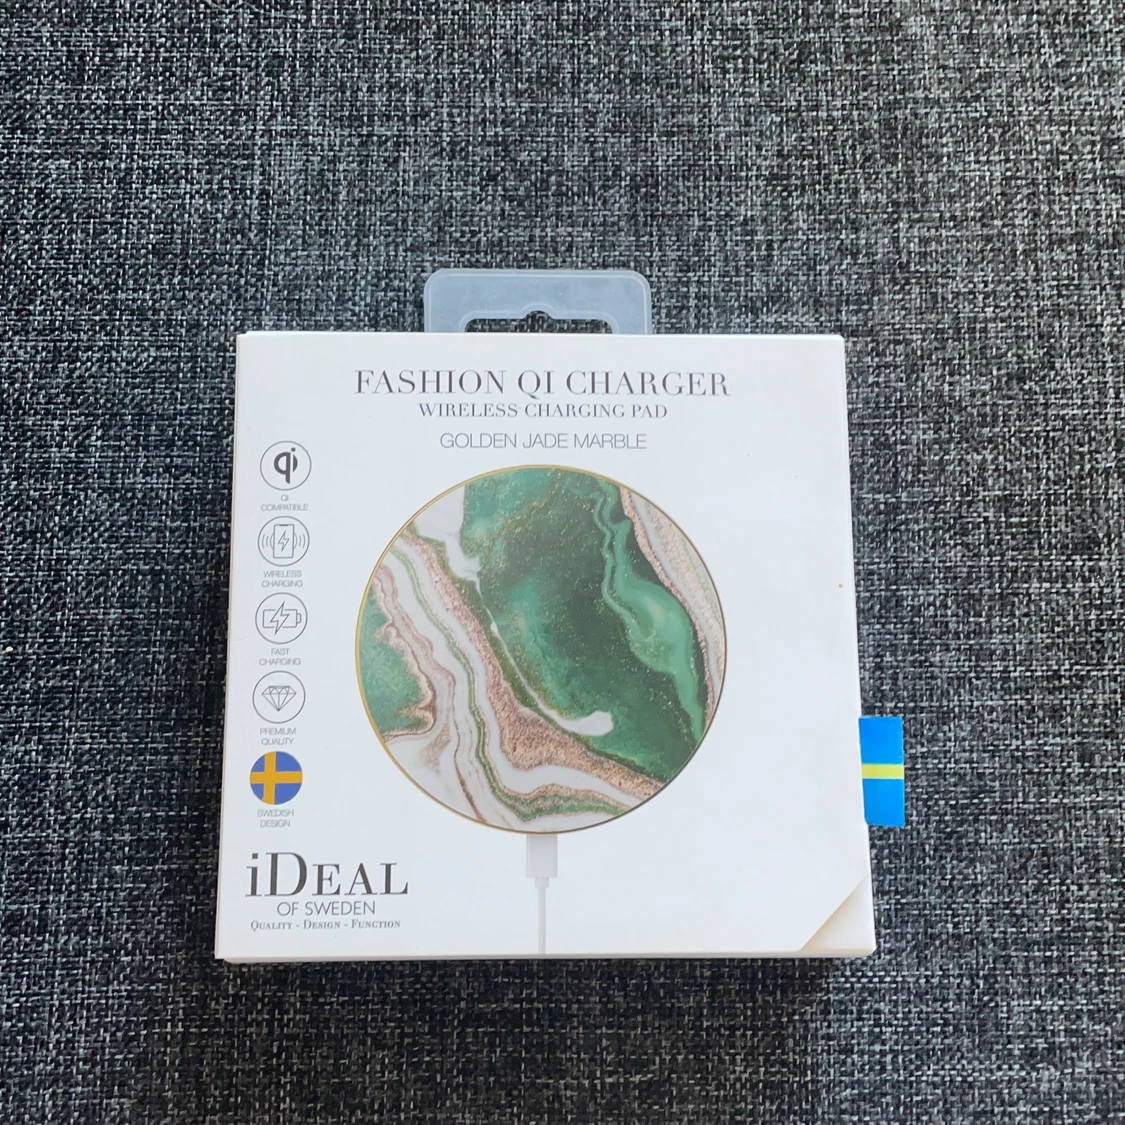 FASHION QI CHARGER
WIRELESS CHARGING PAD
GOLDEN JADE MARBLE
qi
QI
COMPATIBLE
WIRELESS
CHARGING
FAST
CHARGING
PREMIUM
QUALITY
SWEDISH
DESIGN
iDEAL
OF SWEDEN
QUALITY - DESIGN - FUNCTION